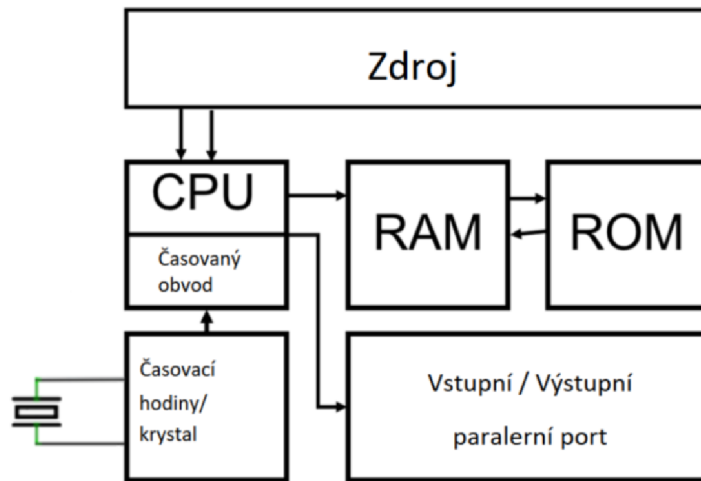 Zdroj
CPU
Časovaný
obvod
RAM
ROM
Časovací
hodiny/
krystal
Vstupní / Výstupní
paralerní port